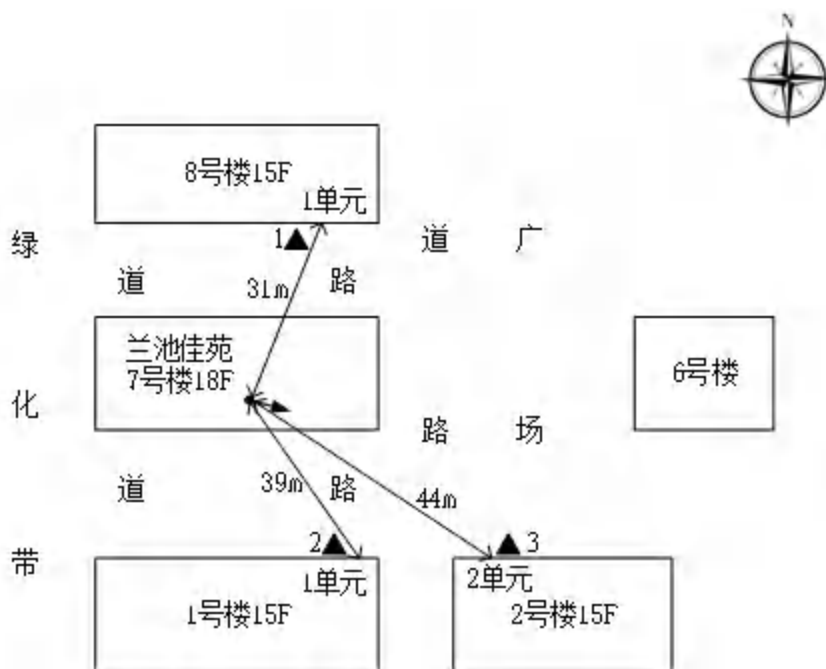 N
8号楼15F
1单元
绿
1
道
广
道
31m
路
兰池佳苑
7号楼18F
6号楼
化
路
场
道
39m
路
44m
带
2
3
1单元
2单元
1号楼15F
2号楼15F